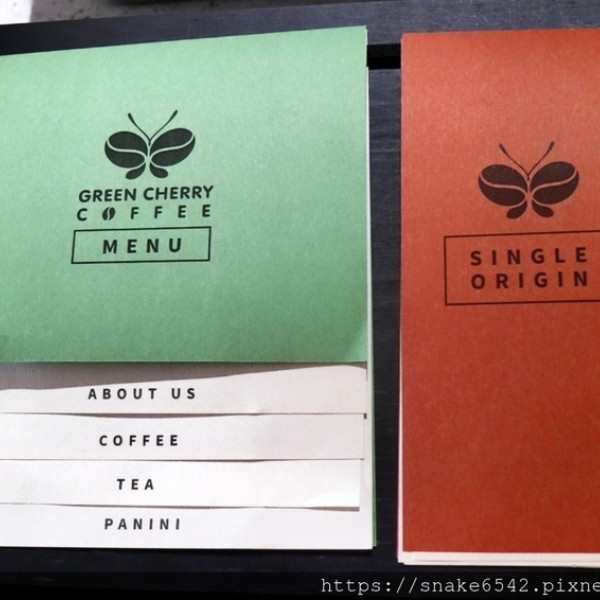 GREEN CHERRY
COFFEE
MENU
ABOUT US
COFFEE
TEA
PANINI
SINGLE
ORIGIN
https://snake6542.pixne